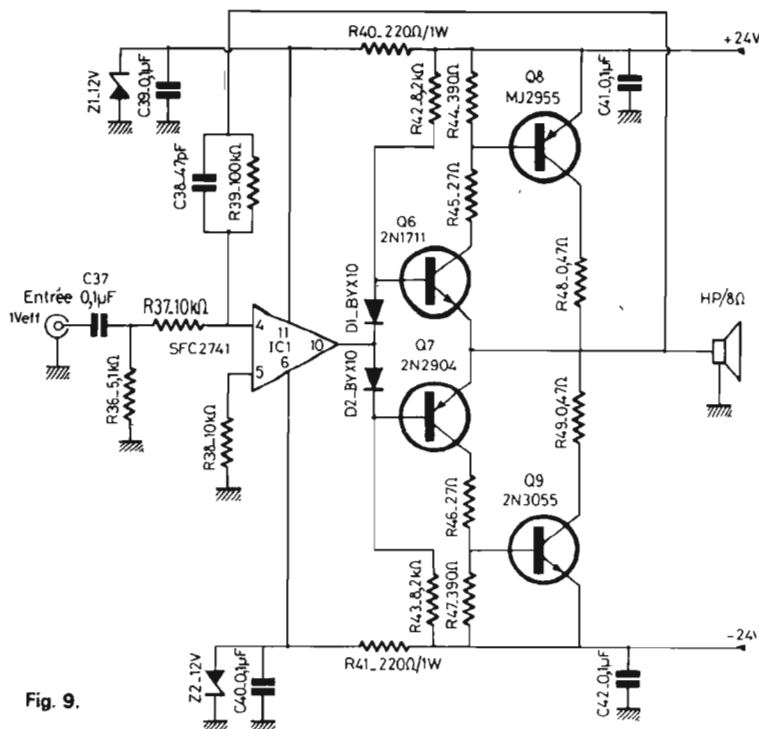 R40_220Ω/1W
+24V
Z1_12V
C39_0,1µF
R42_8,2kΩ
R44_390Ω
Q8
MJ2955
C41_0,1µF
C38_47pF
R39_100kΩ
R45_27Ω
Q6
2N1711
D1_BYX10
R48_0,47Ω
HP/8Ω
C37
0,1µF
Entrée
1Veff
R37_10kΩ
4
11
IC1
10
6
5
SFC2741
R36_5,1kΩ
R38_10kΩ
D2_BYX10
Q7
2N2904
R49_0,47Ω
R46_27Ω
Q9
2N3055
R43_8,2kΩ
R47_390Ω
R41_220Ω/1W
-24V
Z2_12V
C40_0,1µF
C42_0,1µF
Fig. 9.